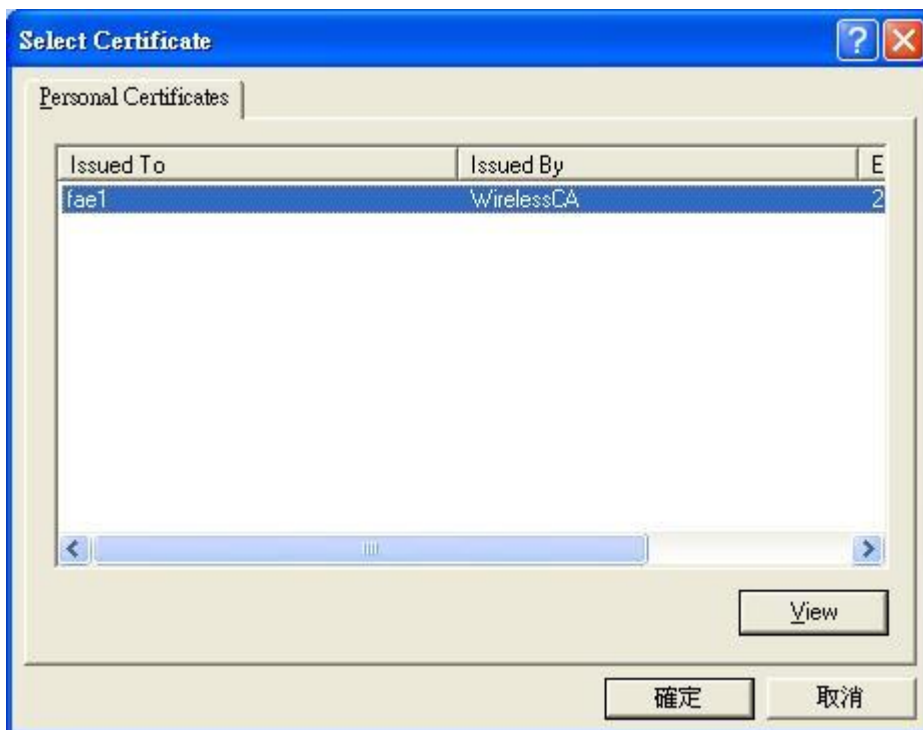 Select Certificate
Personal Certificates
Issued To Issued By E
fae1 WirelessCA 2
View
確定 取消